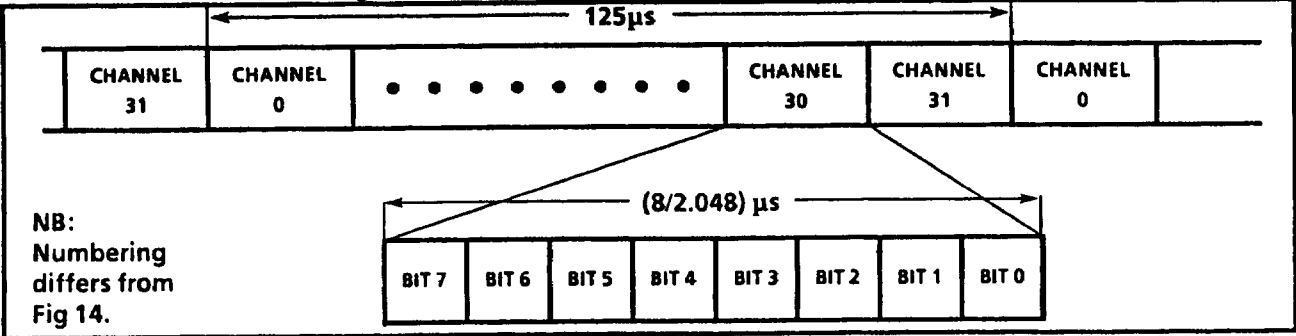 125μs
CHANNEL CHANNEL CHANNEL CHANNEL CHANNEL
31 0 30 31 0
(8/2.048) μs
NB:
Numbering
differs from
Fig 14.
BIT 7 BIT 6 BIT 5 BIT 4 BIT 3 BIT 2 BIT 1 BIT 0